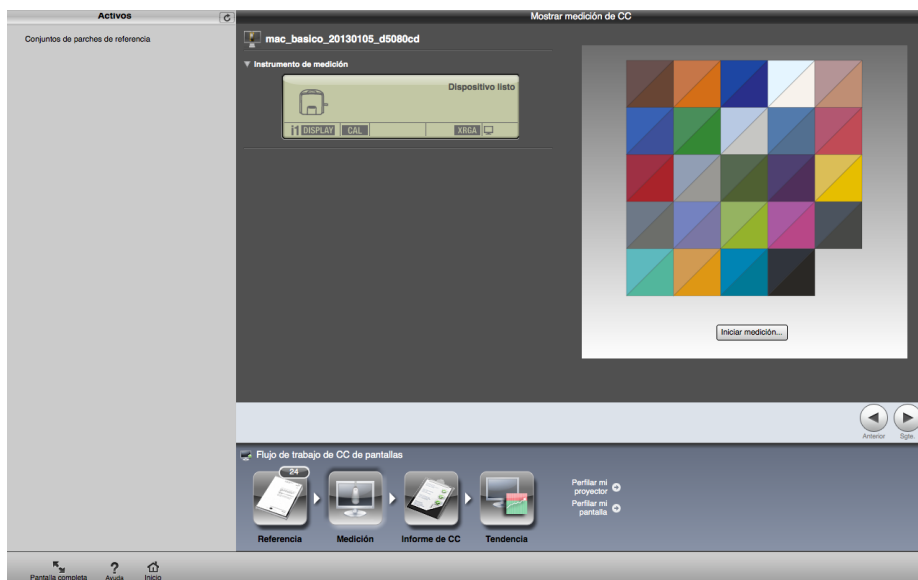 Activos
Mostrar medición de CC
Conjuntos de parches de referencia
mac_basico_20130105_d5080cd
Instrumento de medición
Dispositivo listo
i1 DISPLAY CAL XRGA
Iniciar medición...
Anterior Sgte.
Flujo de trabajo de CC de pantallas
24
Perfilar mi
proyector
Perfilar mi
pantalla
Referencia Medición Informe de CC Tendencia
Pantalla completa Ayuda Inicio